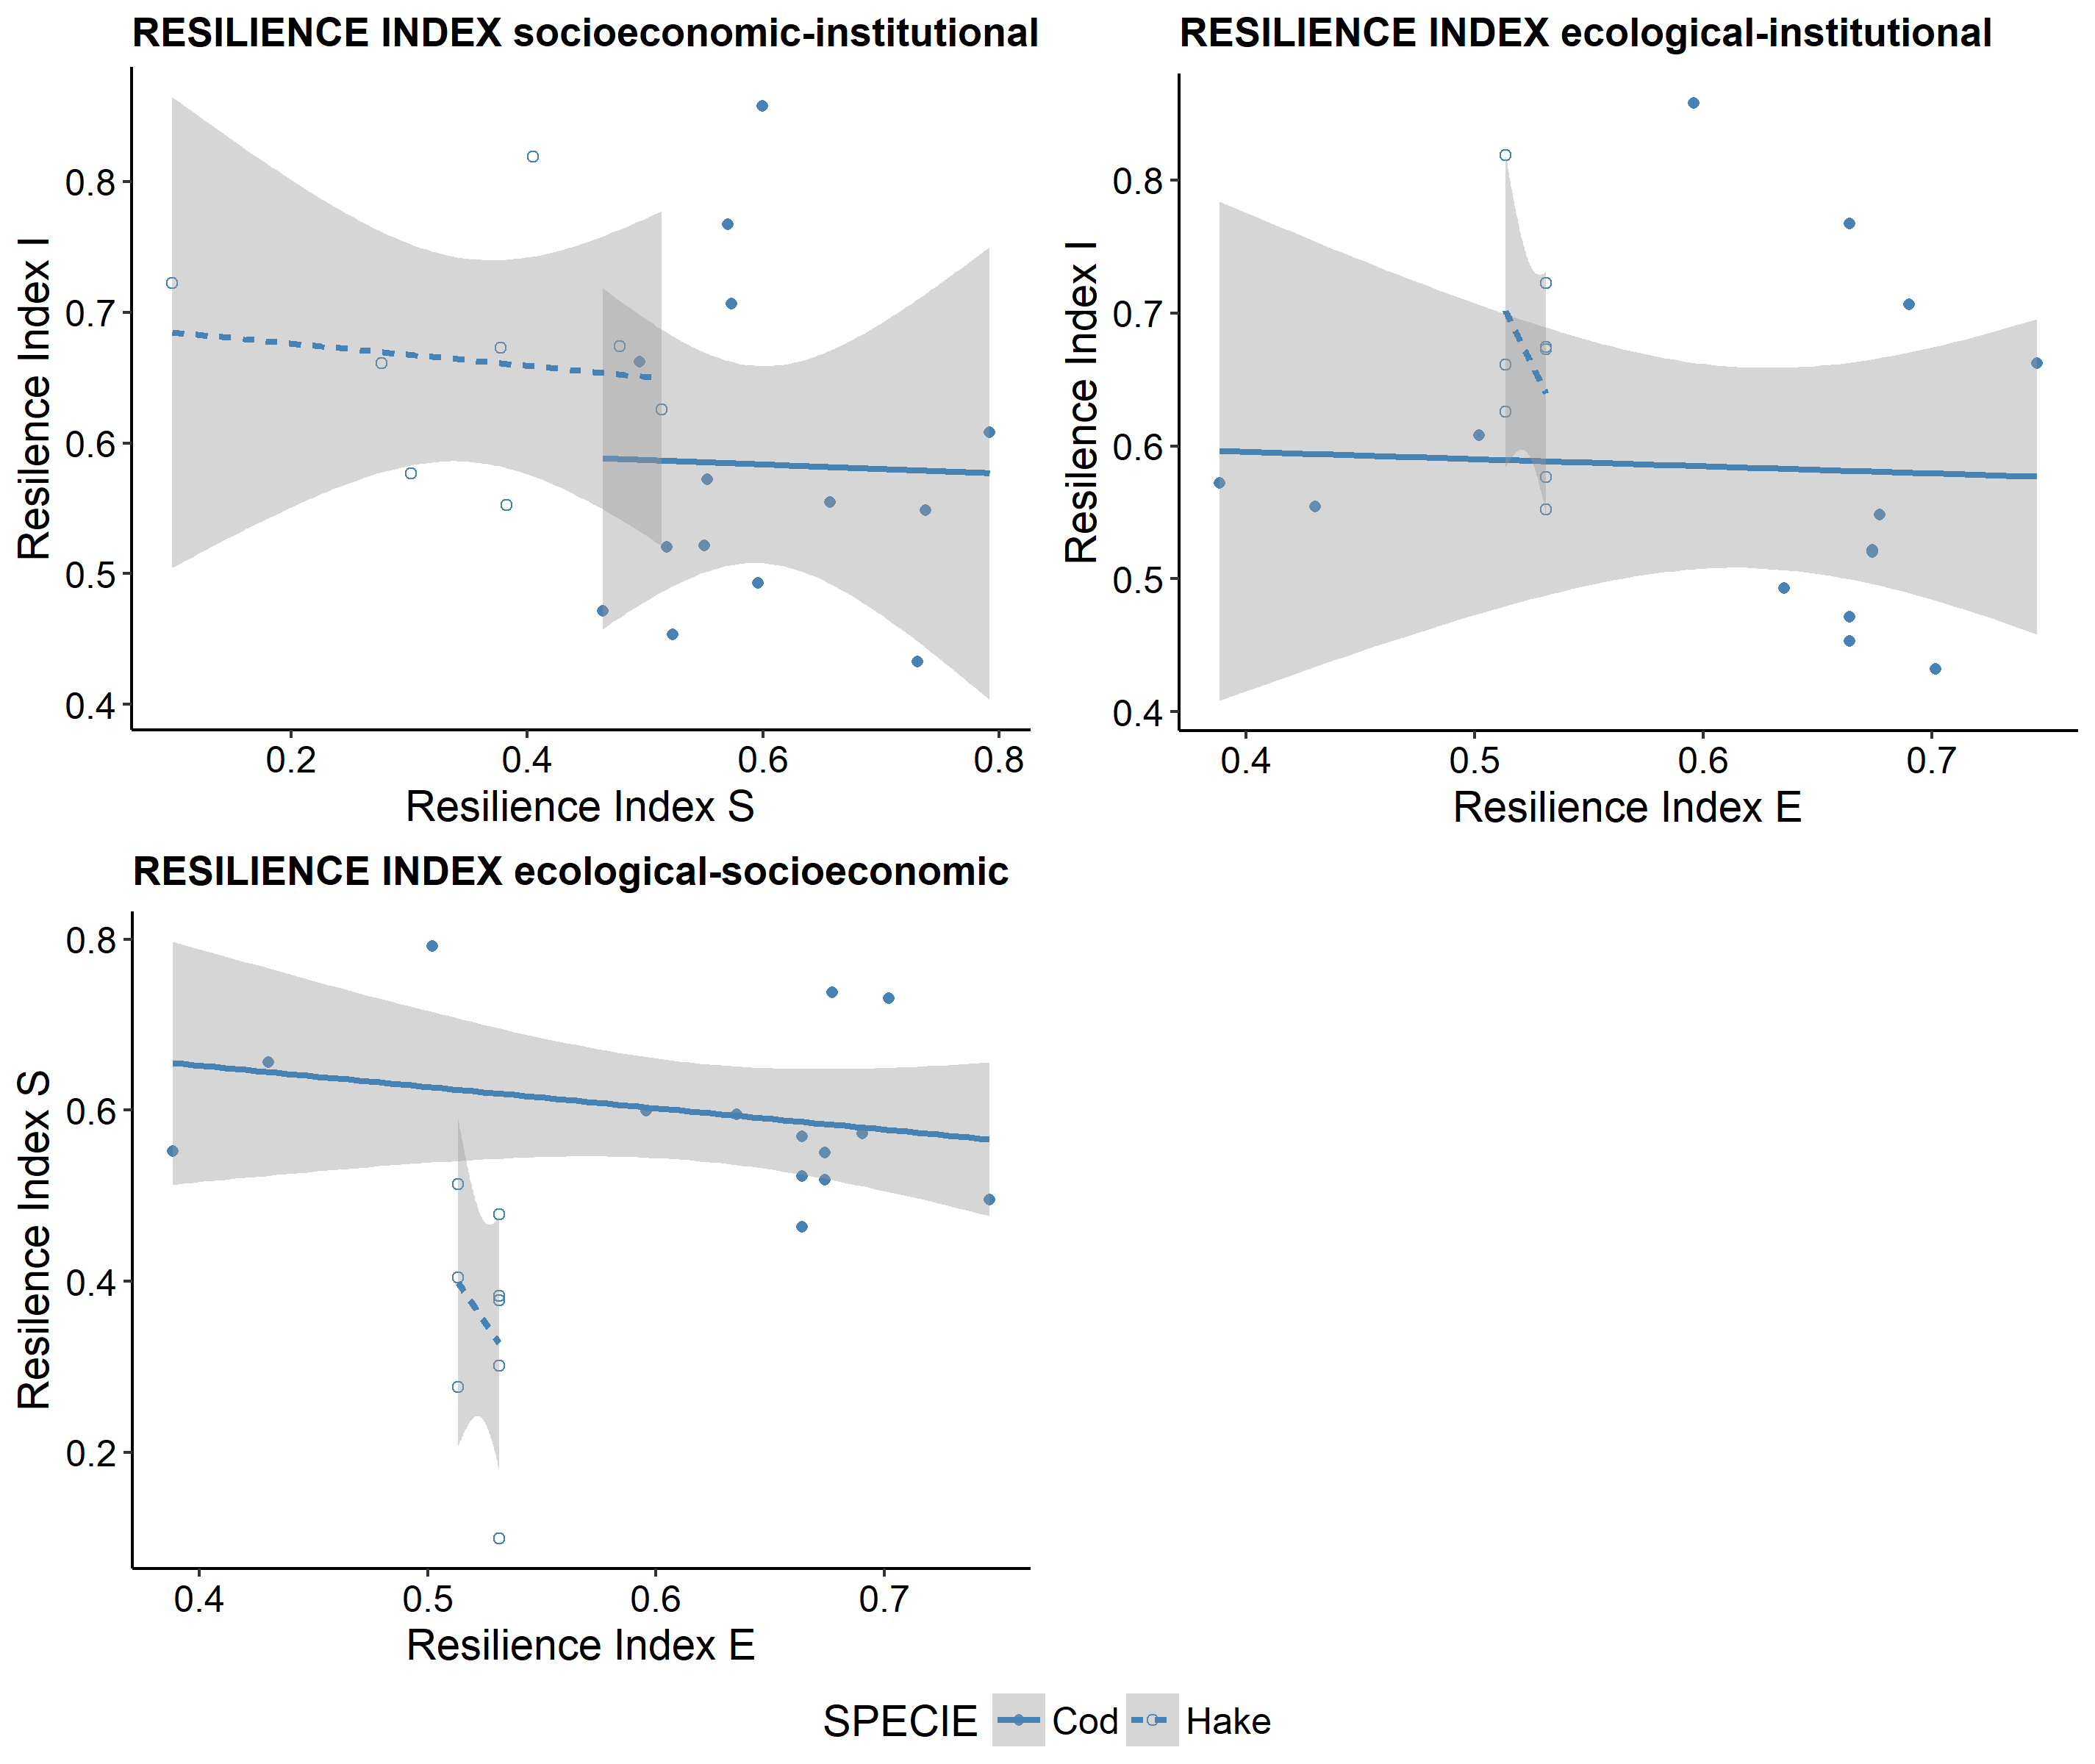 RESILIENCE INDEX socioeconomic-institutional
Resilience Index I
0.8
0.7
0.6
0.5
0.4
0.2 0.4 0.6 0.8
Resilience Index S
RESILIENCE INDEX ecological-institutional
Resilience Index I
0.8
0.7
0.6
0.5
0.4
0.4 0.5 0.6 0.7
Resilience Index E
RESILIENCE INDEX ecological-socioeconomic
Resilience Index S
0.8
0.6
0.4
0.2
0.4 0.5 0.6 0.7
Resilience Index E
SPECIE Cod Hake